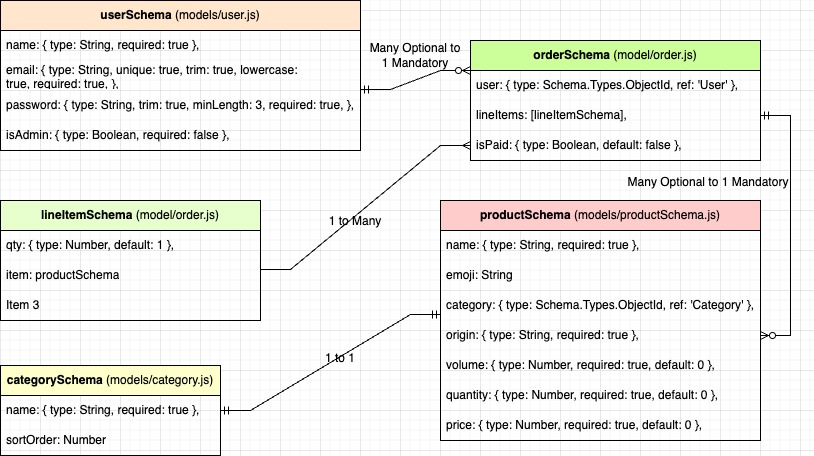 userSchema (models/user.js)
name: { type: String, required: true },
email: { type: String, unique: true, trim: true, lowercase:
true, required: true, },
password: { type: String, trim: true, minLength: 3, required: true, },
isAdmin: { type: Boolean, required: false },
Many Optional to
1 Mandatory
orderSchema (model/order.js)
user: { type: Schema.Types.ObjectId, ref: 'User' },
lineItems: [lineItemSchema],
isPaid: { type: Boolean, default: false },
Many Optional to 1 Mandatory
lineItemSchema (model/order.js)
qty: { type: Number, default: 1 },
item: productSchema
Item 3
1 to Many
productSchema (models/productSchema.js)
name: { type: String, required: true },
emoji: String
category: { type: Schema.Types.ObjectId, ref: 'Category' },
origin: { type: String, required: true },
volume: { type: Number, required: true, default: 0 },
quantity: { type: Number, required: true, default: 0 },
price: { type: Number, required: true, default: 0 },
1 to 1
categorySchema (models/category.js)
name: { type: String, required: true },
sortOrder: Number